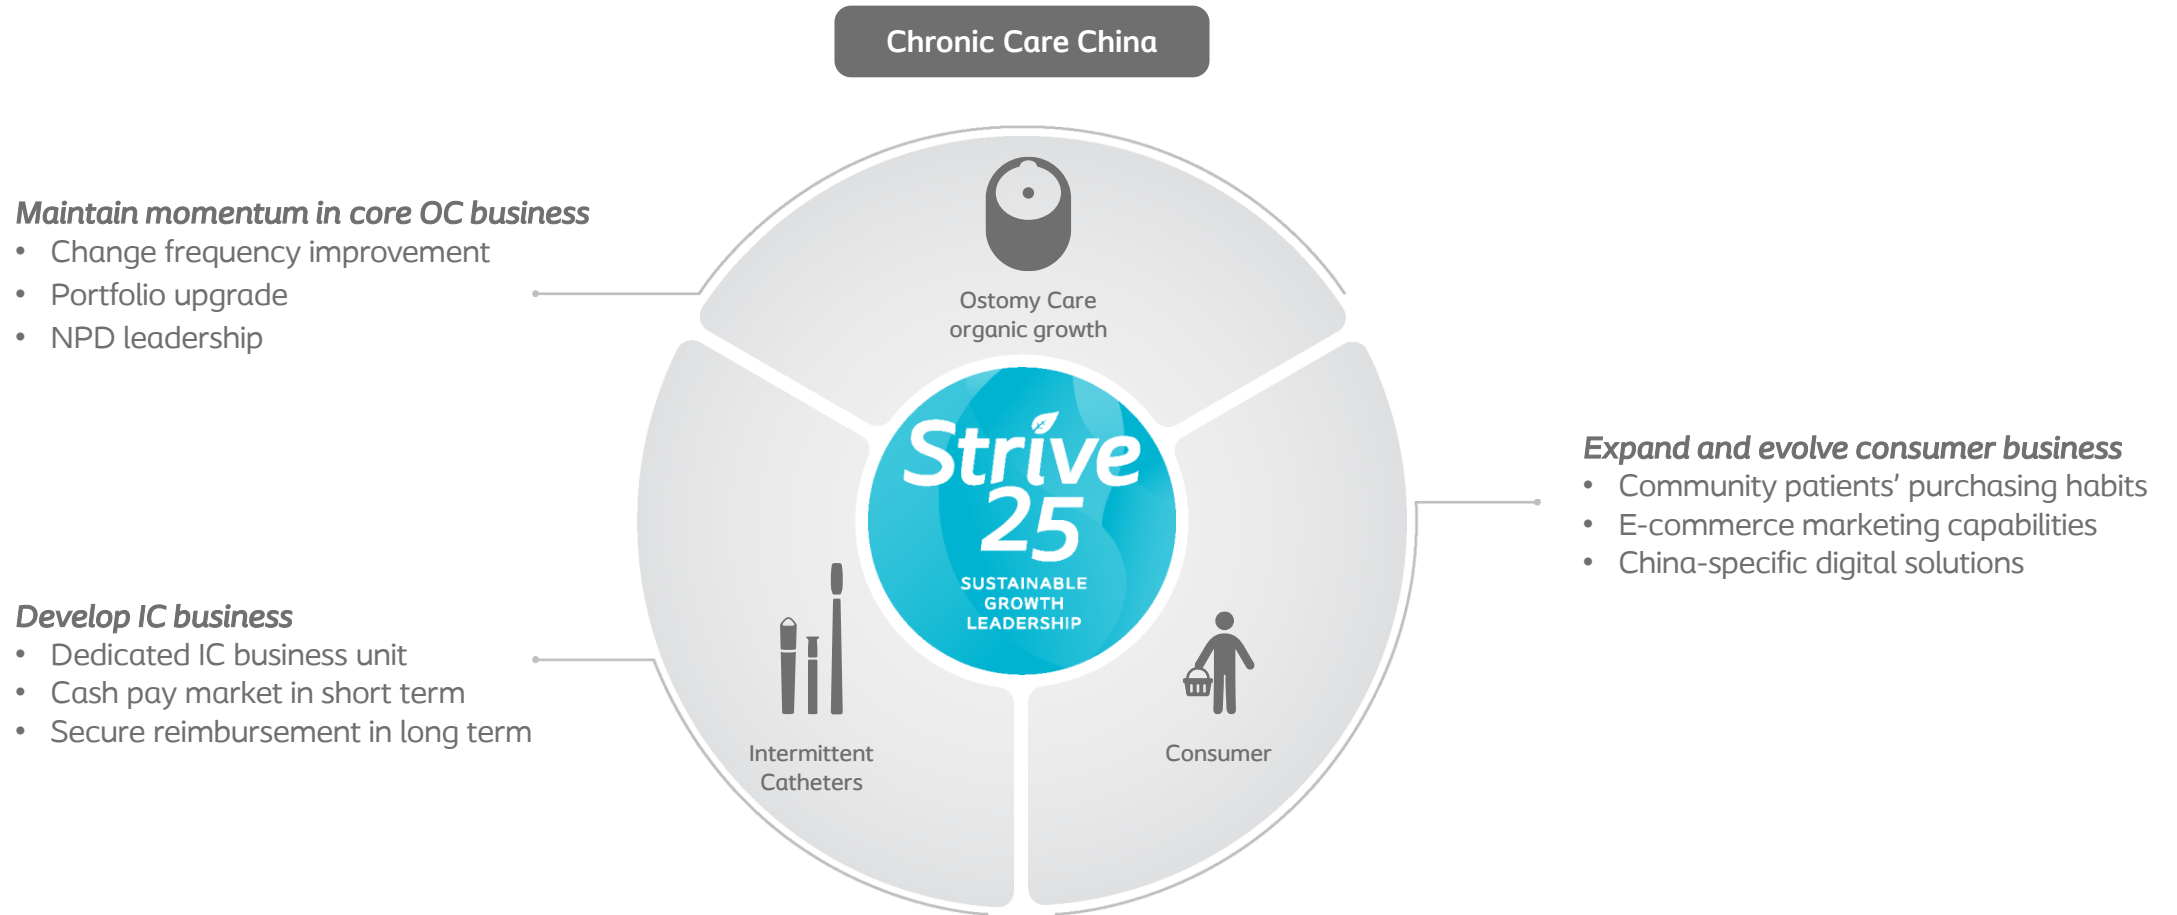 Chronic Care China
Maintain momentum in core OC business
• Change frequency improvement
• Portfolio upgrade
• NPD leadership
Ostomy Care
organic growth
Strive
25
SUSTAINABLE
GROWTH
LEADERSHIP
Expand and evolve consumer business
• Community patients’ purchasing habits
• E-commerce marketing capabilities
• China-specific digital solutions
Develop IC business
• Dedicated IC business unit
• Cash pay market in short term
• Secure reimbursement in long term
Intermittent
Catheters
Consumer